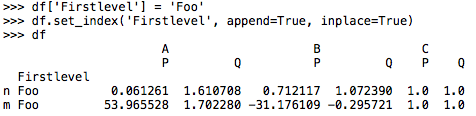 >>> df['Firstlevel'] = 'Foo'
>>> df.set_index('Firstlevel', append=True, inplace=True)
>>> df
A B C
P Q P Q P Q
Firstlevel
n Foo 0.061261 1.610708 0.712117 1.072390 1.0 1.0
m Foo 53.965528 1.702280 -31.176109 -0.295721 1.0 1.0